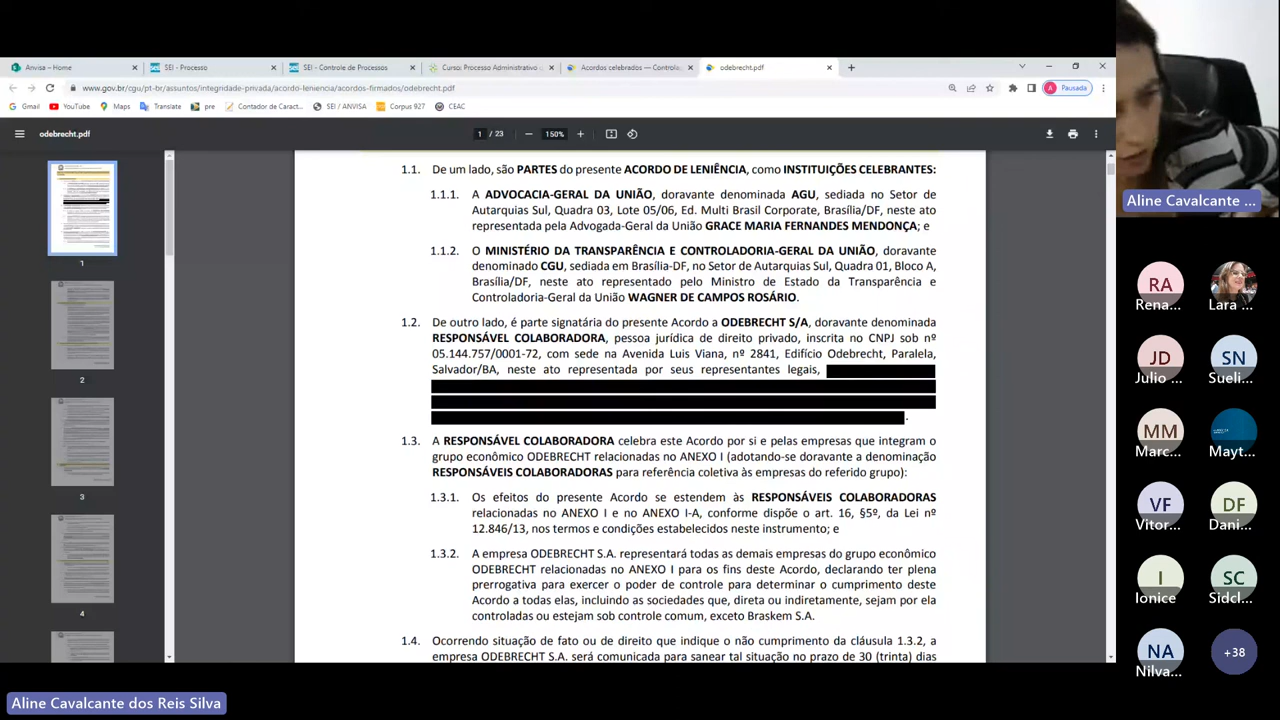 Anvisa – Home
SEI - Processo
SEI - Controle de Processos
Curso: Processo Administrativo
Acordos celebrados — Controla
odebrecht.pdf
www.gov.br/cgu/pt-br/assuntos/integridade-privada/acordo-leniencia/acordos-firmados/odebrecht.pdf
A Pausada
Gmail
YouTube
Maps
Translate
pre
Contador de Caract...
SEI / ANVISA
Corpus 927
CEAC
odebrecht.pdf
1 / 23
150%
1.1. De um lado, são PARTES do presente ACORDO DE LENIÊNCIA, como INSTITUIÇÕES CELEBRANTES:
1.1.1. A ADVOCACIA-GERAL DA UNIÃO, doravante denominada AGU, sediada no Setor de
Autarquias Sul, Quadra 03, Lote 05/06, Ed. Multi Brasil Corporate, Brasília/DF, neste ato
representada pela Advogada-Geral da União GRACE MARIA FERNANDES MENDONÇA; e
1.1.2. O MINISTÉRIO DA TRANSPARÊNCIA E CONTROLADORIA-GERAL DA UNIÃO, doravante
denominado CGU, sediada em Brasília-DF, no Setor de Autarquias Sul, Quadra 01, Bloco A,
Brasília/DF, neste ato representado pelo Ministro de Estado da Transparência e
Controladoria-Geral da União WAGNER DE CAMPOS ROSÁRIO.
1.2. De outro lado, é parte signatária do presente Acordo a ODEBRECHT S/A, doravante denominada
RESPONSÁVEL COLABORADORA, pessoa jurídica de direito privado, inscrita no CNPJ sob nº
05.144.757/0001-72, com sede na Avenida Luis Viana, nº 2841, Edifício Odebrecht, Paralela,
Salvador/BA, neste ato representada por seus representantes legais,
.
1.3. A RESPONSÁVEL COLABORADORA celebra este Acordo por si e pelas empresas que integram o
grupo econômico ODEBRECHT relacionadas no ANEXO I (adotando-se doravante a denominação
RESPONSÁVEIS COLABORADORAS para referência coletiva às empresas do referido grupo):
1.3.1. Os efeitos do presente Acordo se estendem às RESPONSÁVEIS COLABORADORAS
relacionadas no ANEXO I e no ANEXO I-A, conforme dispõe o art. 16, §5º, da Lei nº
12.846/13, nos termos e condições estabelecidos neste instrumento; e
1.3.2. A empresa ODEBRECHT S.A. representará todas as demais empresas do grupo econômico
ODEBRECHT relacionadas no ANEXO I para os fins deste Acordo, declarando ter plena
prerrogativa para exercer o poder de controle para determinar o cumprimento deste
Acordo a todas elas, incluindo as sociedades que, direta ou indiretamente, sejam por ela
controladas ou estejam sob controle comum, exceto Braskem S.A.
1.4. Ocorrendo situação de fato ou de direito que indique o não cumprimento da cláusula 1.3.2, a
empresa ODEBRECHT S.A. será comunicada para sanear tal situação no prazo de 30 (trinta) dias
1
2
3
4
Aline Cavalcante ...
RA
Rena...
Lara ...
JD
Julio ...
SN
Sueli...
MM
Marc...
Mayt...
VF
Vitor...
DF
Dani...
I
Ionice
SC
Sidcl...
NA
Nilva...
+38
Aline Cavalcante dos Reis Silva